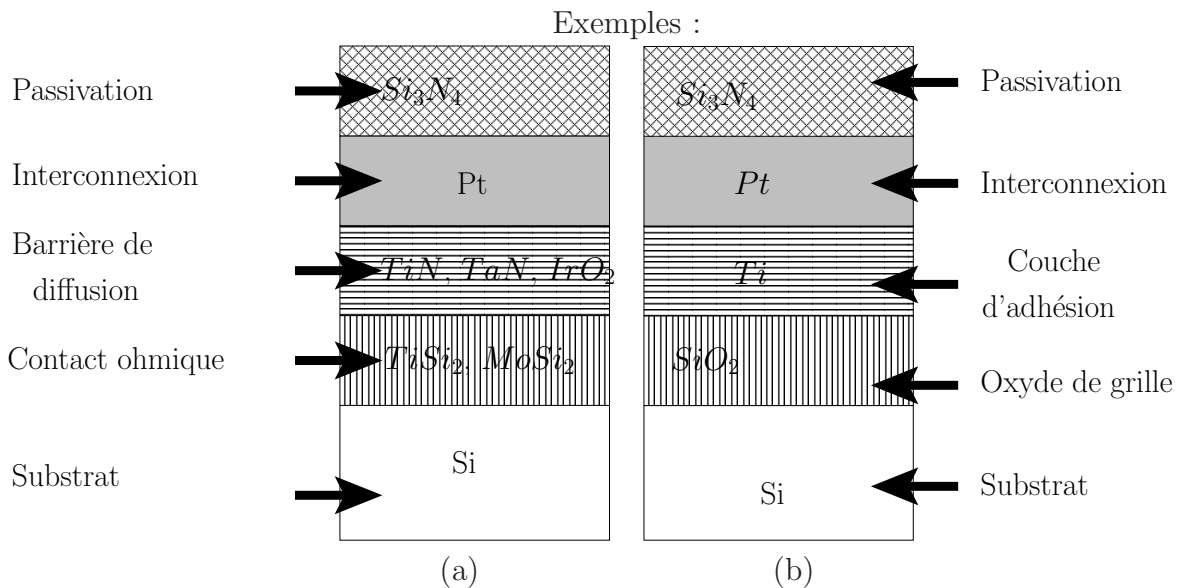 Exemples :
Passivation
Si₃N₄
Si₃N₄
Passivation
Interconnexion
Pt
Pt
Interconnexion
Barrière de
diffusion
TiN, TaN, IrO₂
Ti
Couche
d'adhésion
Contact ohmique
TiSi₂, MoSi₂
SiO₂
Oxyde de grille
Substrat
Si
Si
Substrat
(a)
(b)